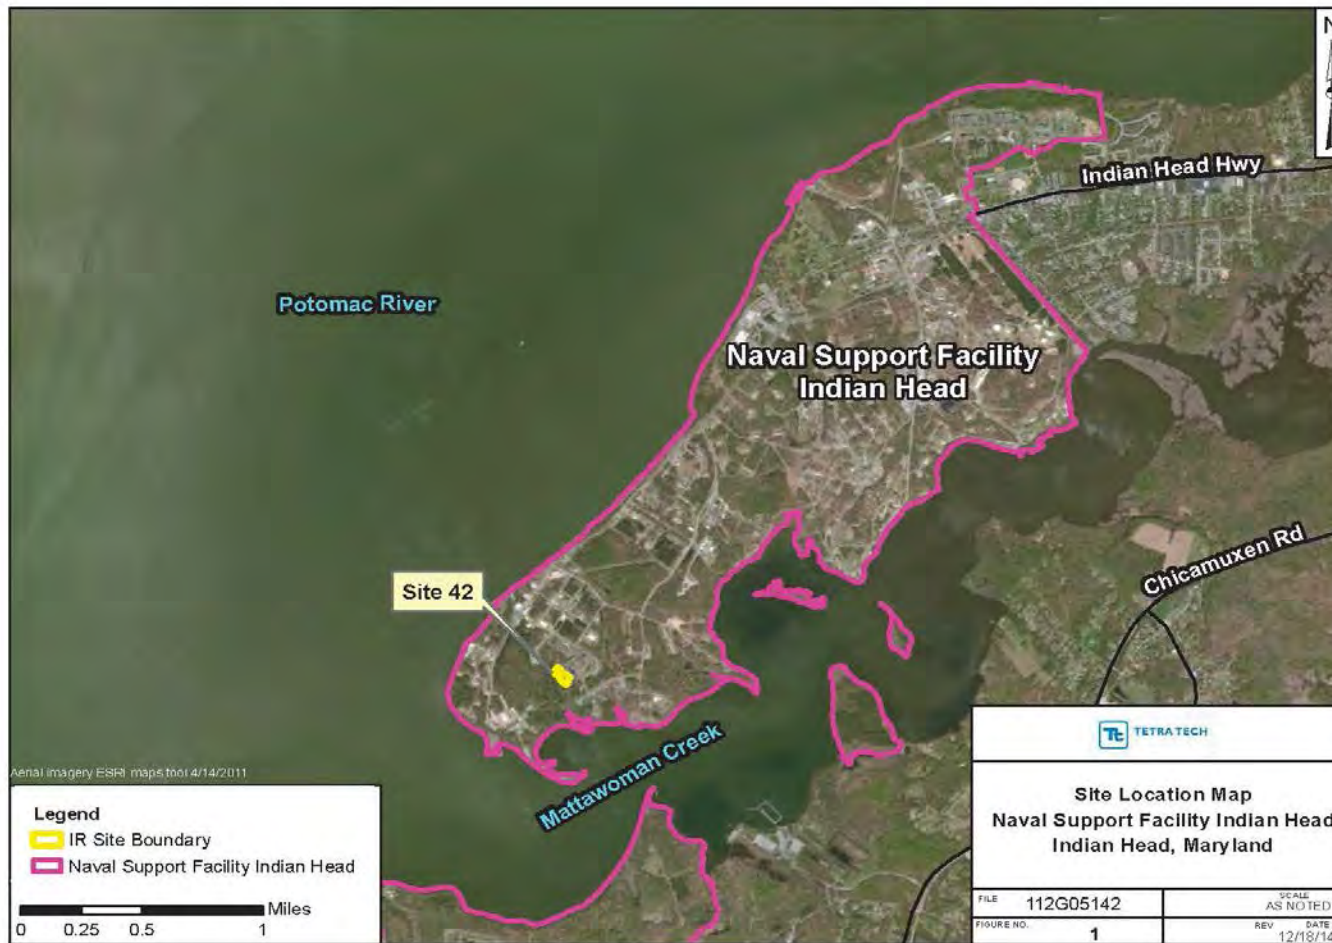 N
Indian Head Hwy
Potomac River
Naval Support Facility
Indian Head
Chicamuxen Rd
Site 42
Mattawoman Creek
Aerial Imagery ESRI maps tool 4/14/2011
Legend
IR Site Boundary
Naval Support Facility Indian Head
Miles
0 0.25 0.5 1
Tt TETRA TECH
Site Location Map
Naval Support Facility Indian Head
Indian Head, Maryland
FILE 112G05142
SCALE
AS NOTED
FIGURE NO. 1
REV DATE
12/18/14